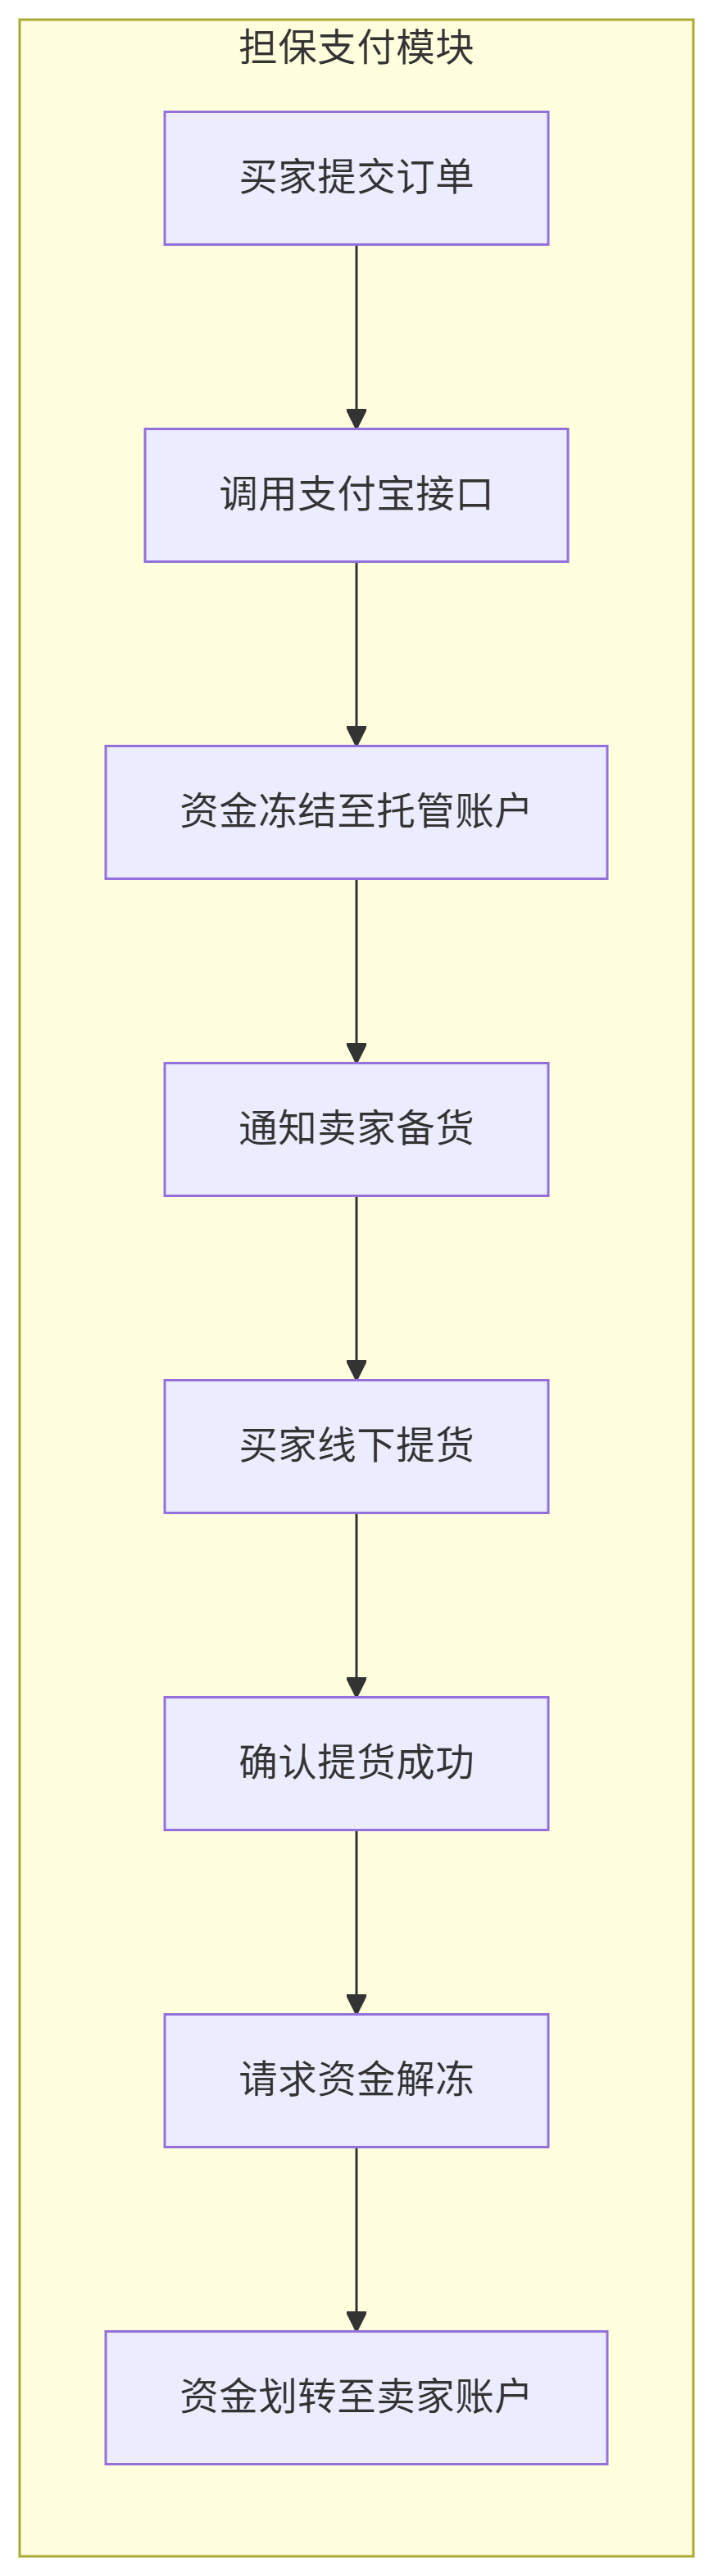 担保支付模块
买家提交订单
调用支付宝接口
资金冻结至托管账户
通知卖家备货
买家线下提货
确认提货成功
请求资金解冻
资金划转至卖家账户